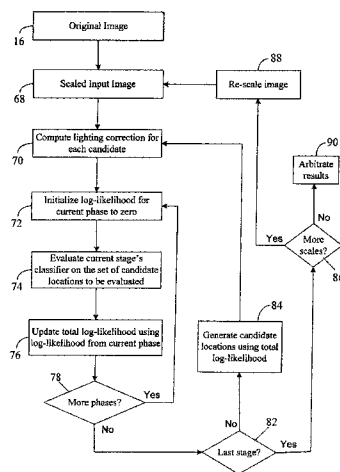 Original Image
16
Scaled Input Image
68
Re-scale image
88
Compute lighting correction for
each candidate
70
90
Arbitrate
results
Initialize log-likelihood for
current phase to zero
72
No
Yes
More
scales?
86
Evaluate current stage's
classifier on the set of candidate
locations to be evaluated
74
84
Generate candidate
locations using total
log-likelihood
Update total log-likelihood using
log-likelihood from current phase
76
78
More phases?
Yes
No
No
82
Last stage?
Yes